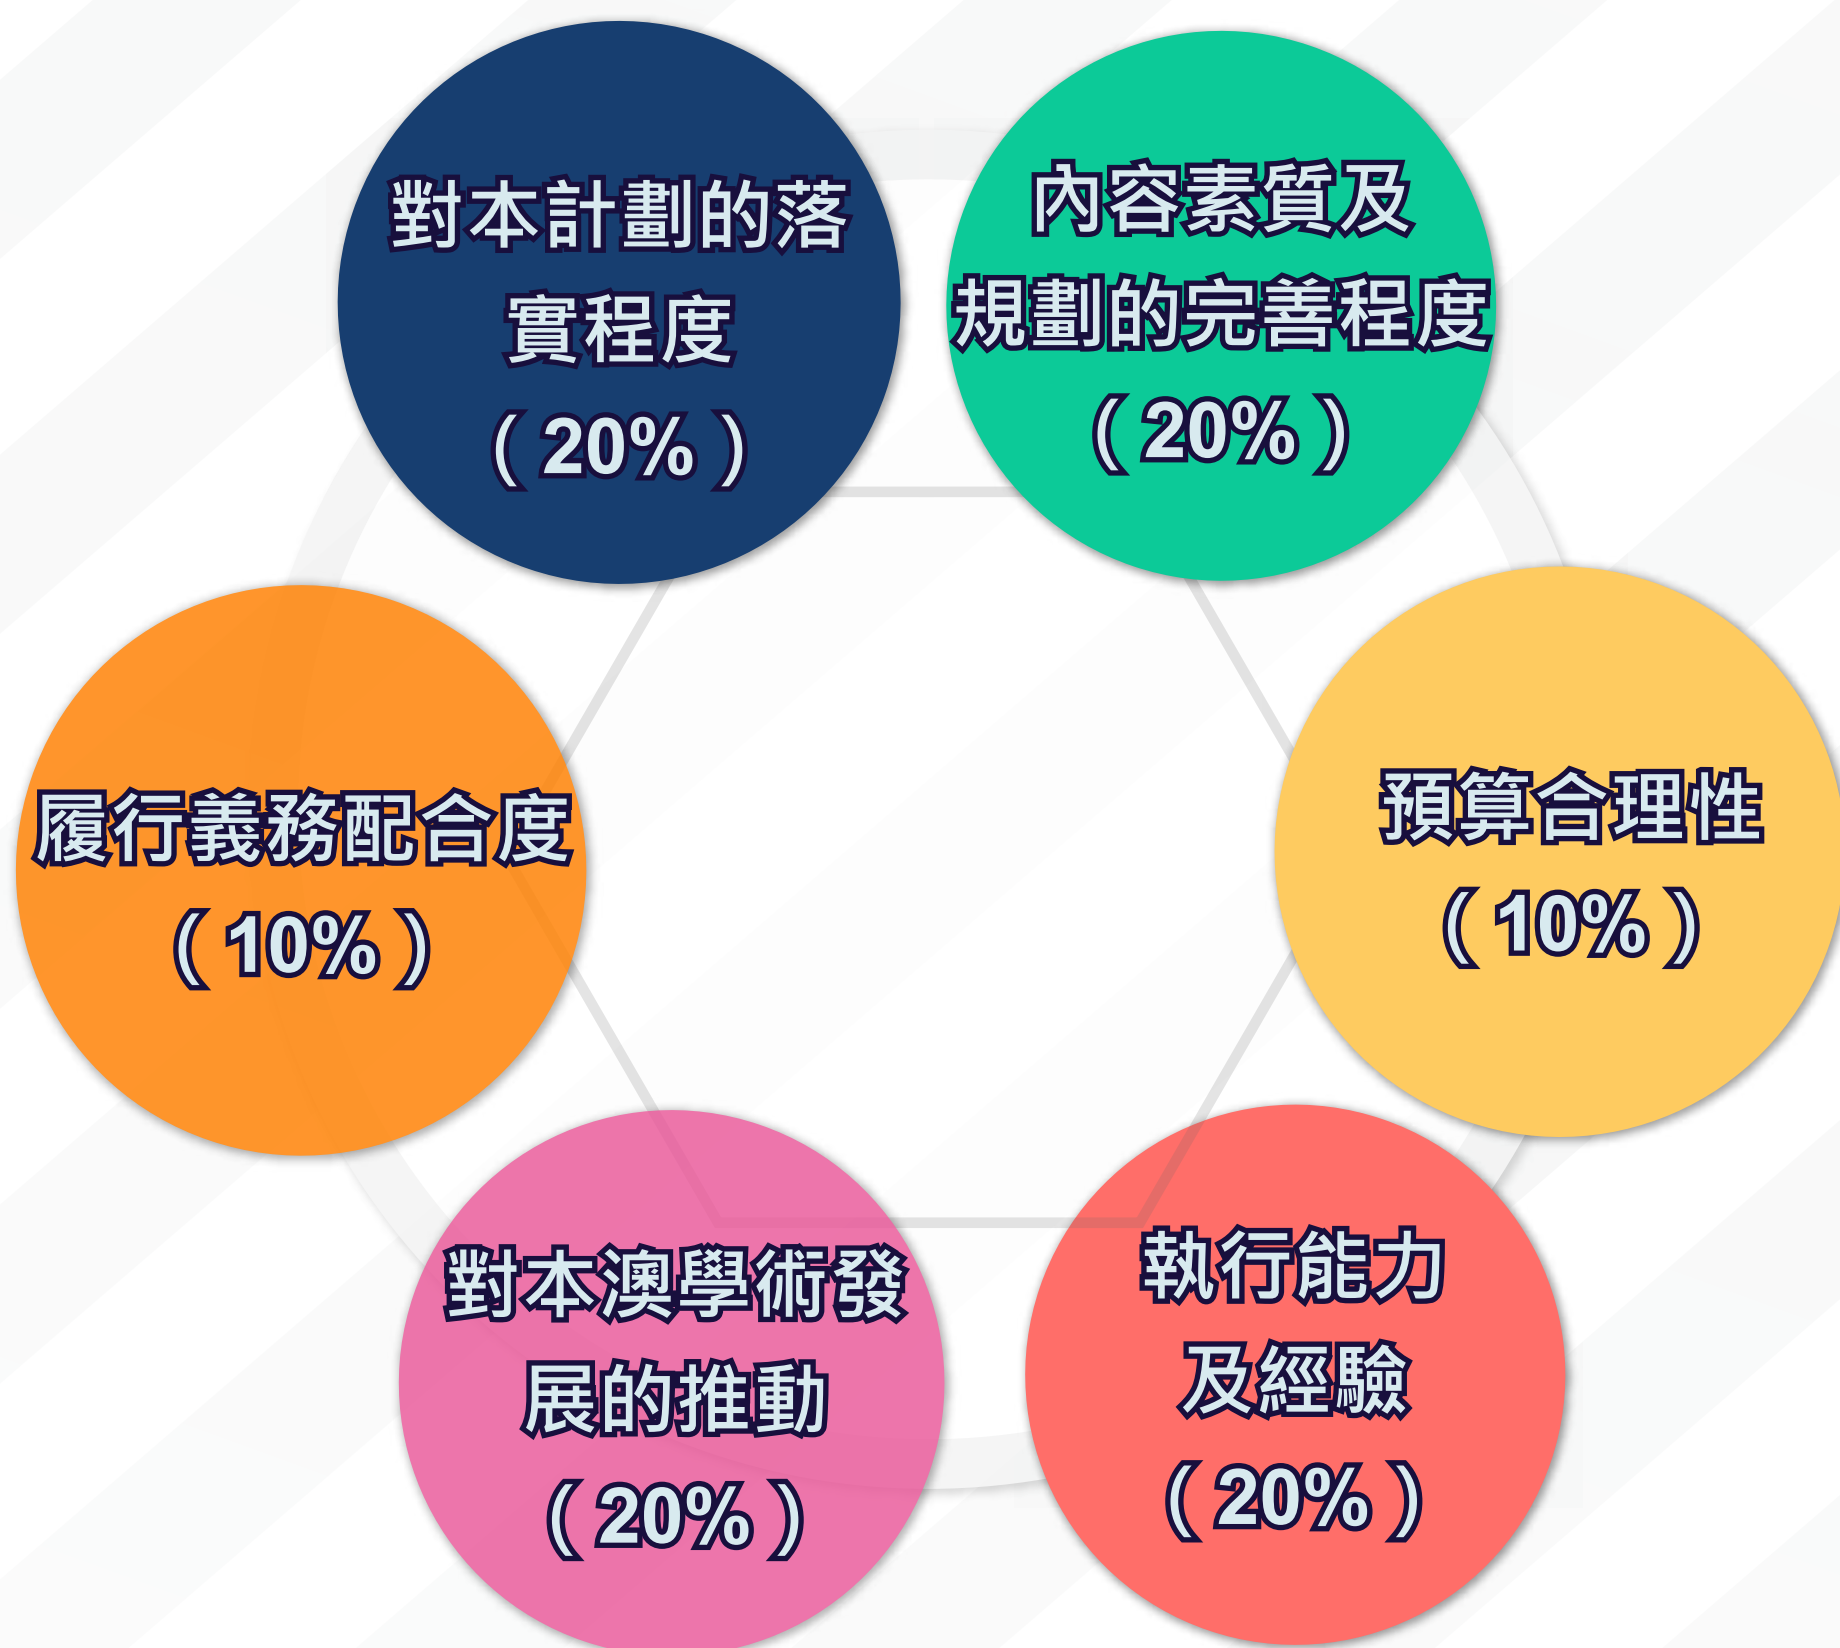 對本計劃的落
實程度
（20%）
內容素質及
規劃的完善程度
（20%）
履行義務配合度
（10%）
預算合理性
（10%）
對本澳學術發
展的推動
（20%）
執行能力
及經驗
（20%）